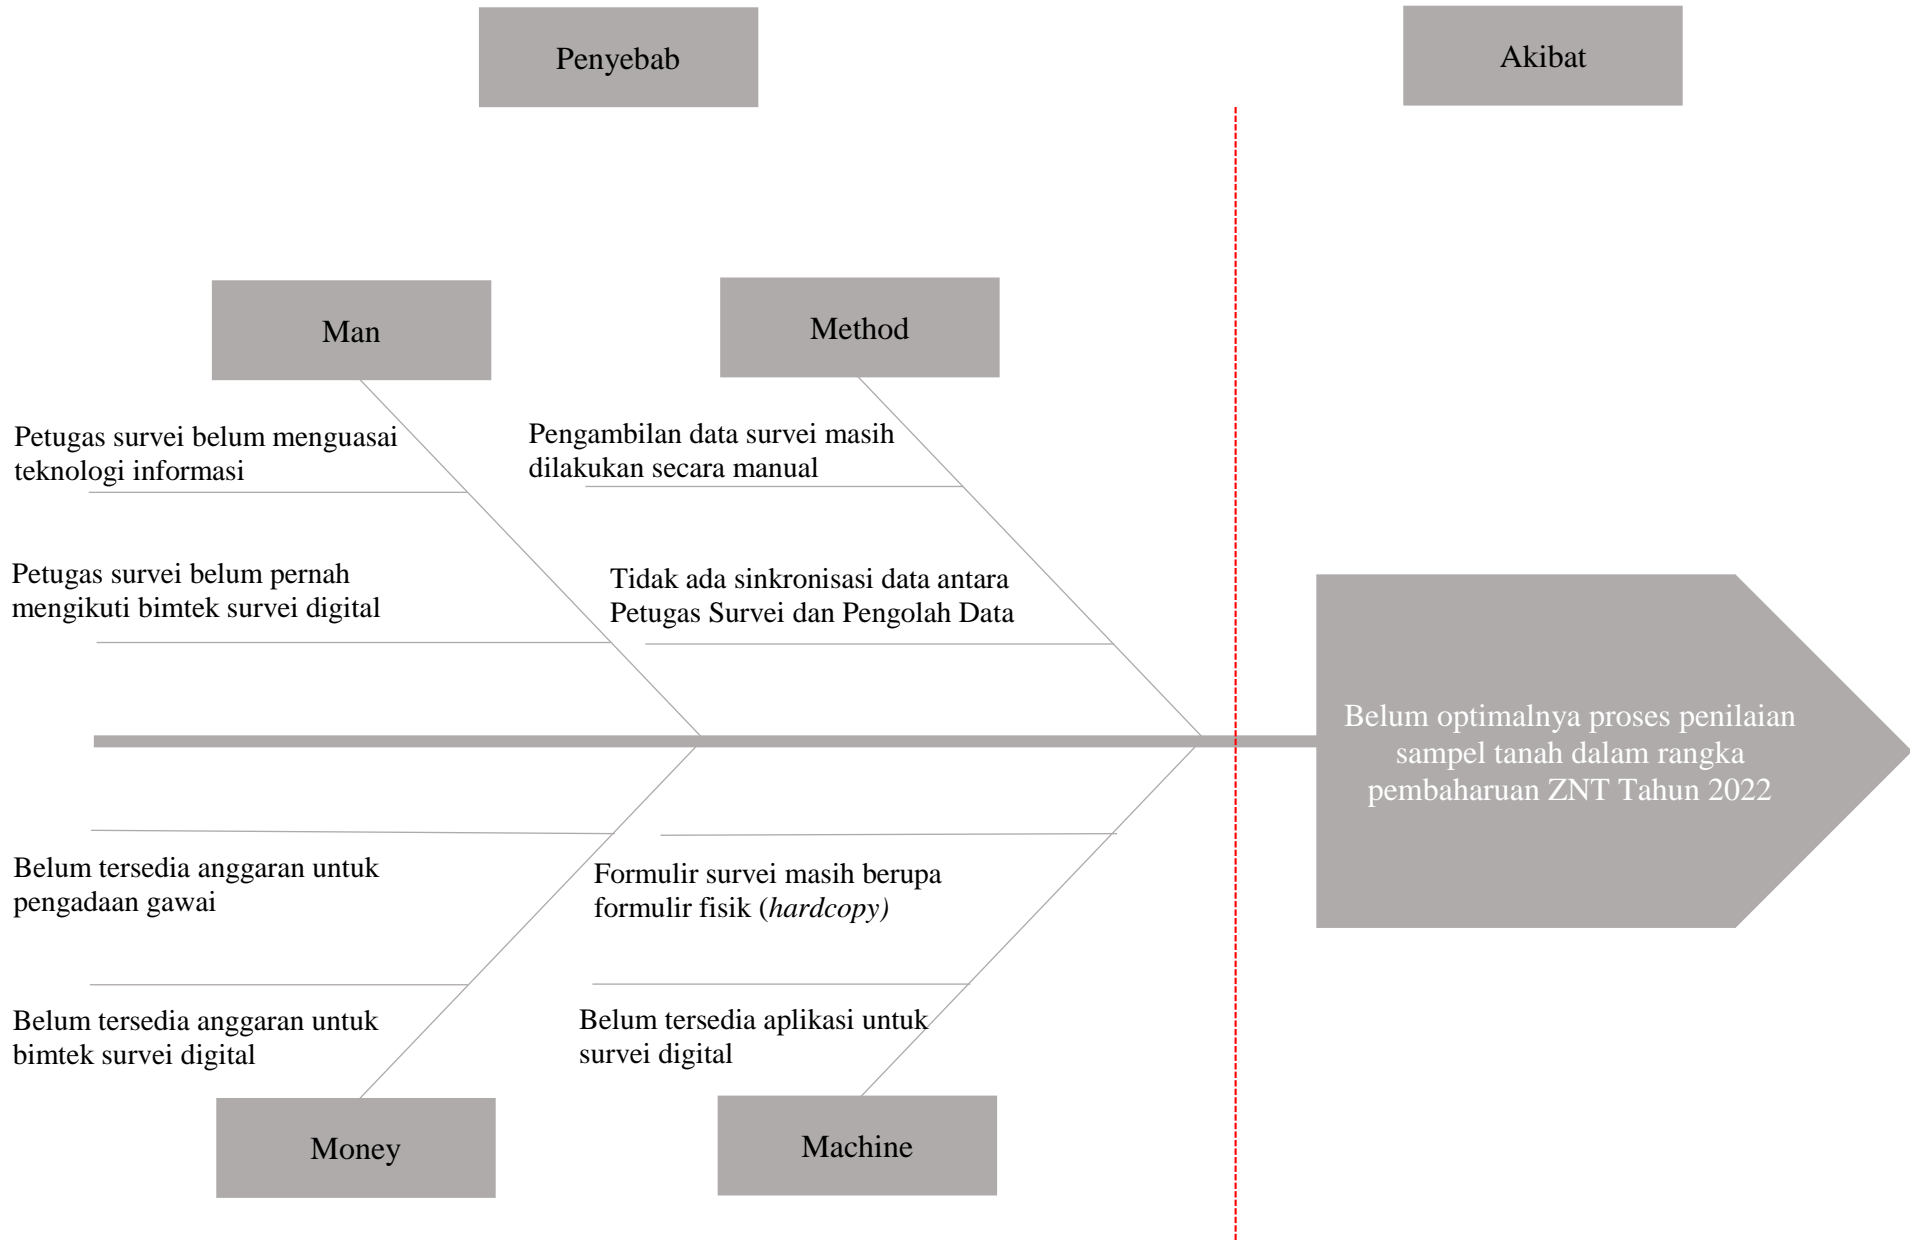 Penyebab
Akibat
Man
Method
Petugas survei belum menguasai
teknologi informasi
Pengambilan data survei masih
dilakukan secara manual
Petugas survei belum pernah
mengikuti bimtek survei digital
Tidak ada sinkronisasi data antara
Petugas Survei dan Pengolah Data
Belum optimalnya proses penilaian
sampel tanah dalam rangka
pembaharuan ZNT Tahun 2022
Belum tersedia anggaran untuk
pengadaan gawai
Formulir survei masih berupa
formulir fisik (hardcopy)
Belum tersedia anggaran untuk
bimtek survei digital
Belum tersedia aplikasi untuk
survei digital
Money
Machine